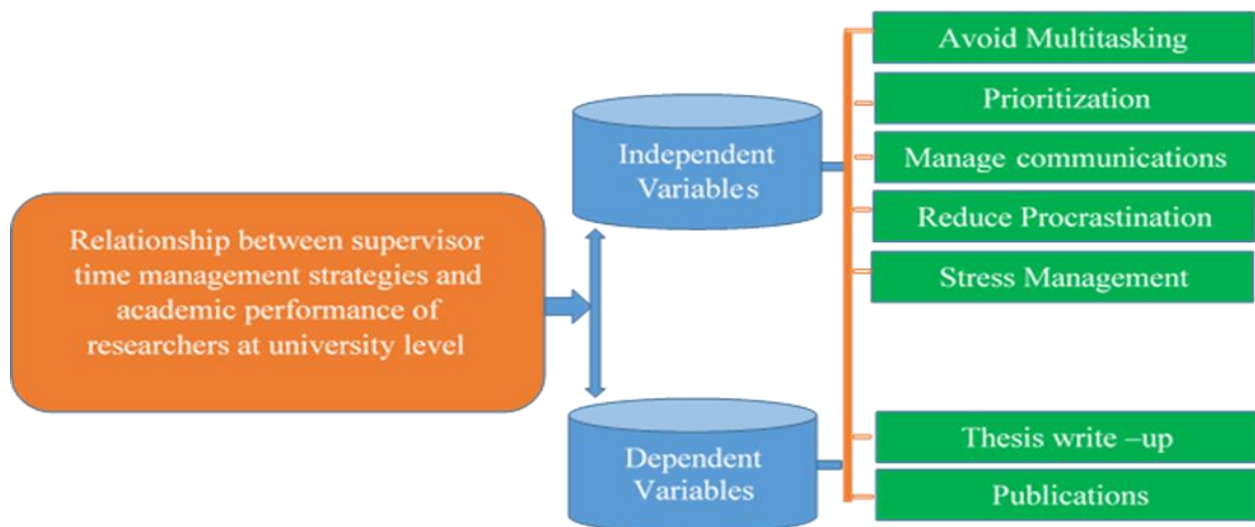 Relationship between supervisor
time management strategies and
academic performance of
researchers at university level
Independent
Variables
Avoid Multitasking
Prioritization
Manage communications
Reduce Procrastination
Stress Management
Dependent
Variables
Thesis write –up
Publications